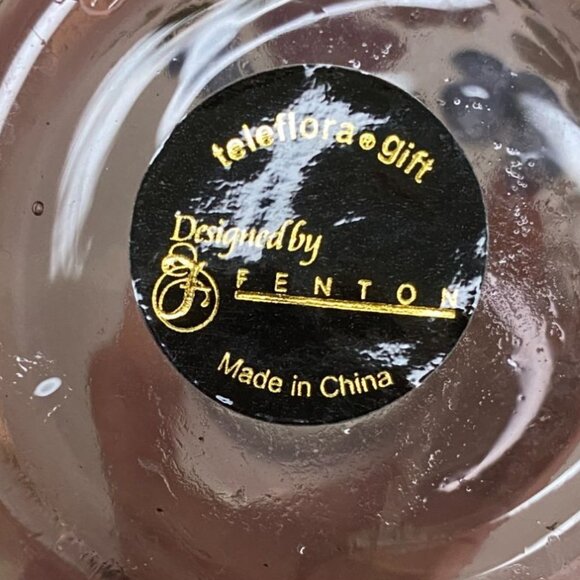 teleflora® gift
Designed by
FENTON
Made in China